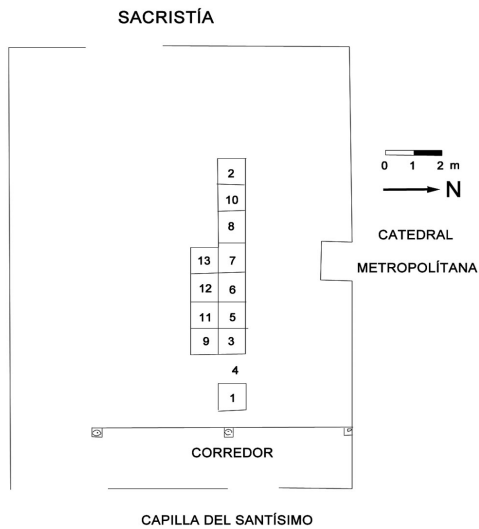 SACRISTÍA
2
10
8
0 1 2 m
N
CATEDRAL
METROPOLÍTANA
13 7
12 6
11 5
9 3
4
1
CORREDOR
CAPILLA DEL SANTÍSIMO